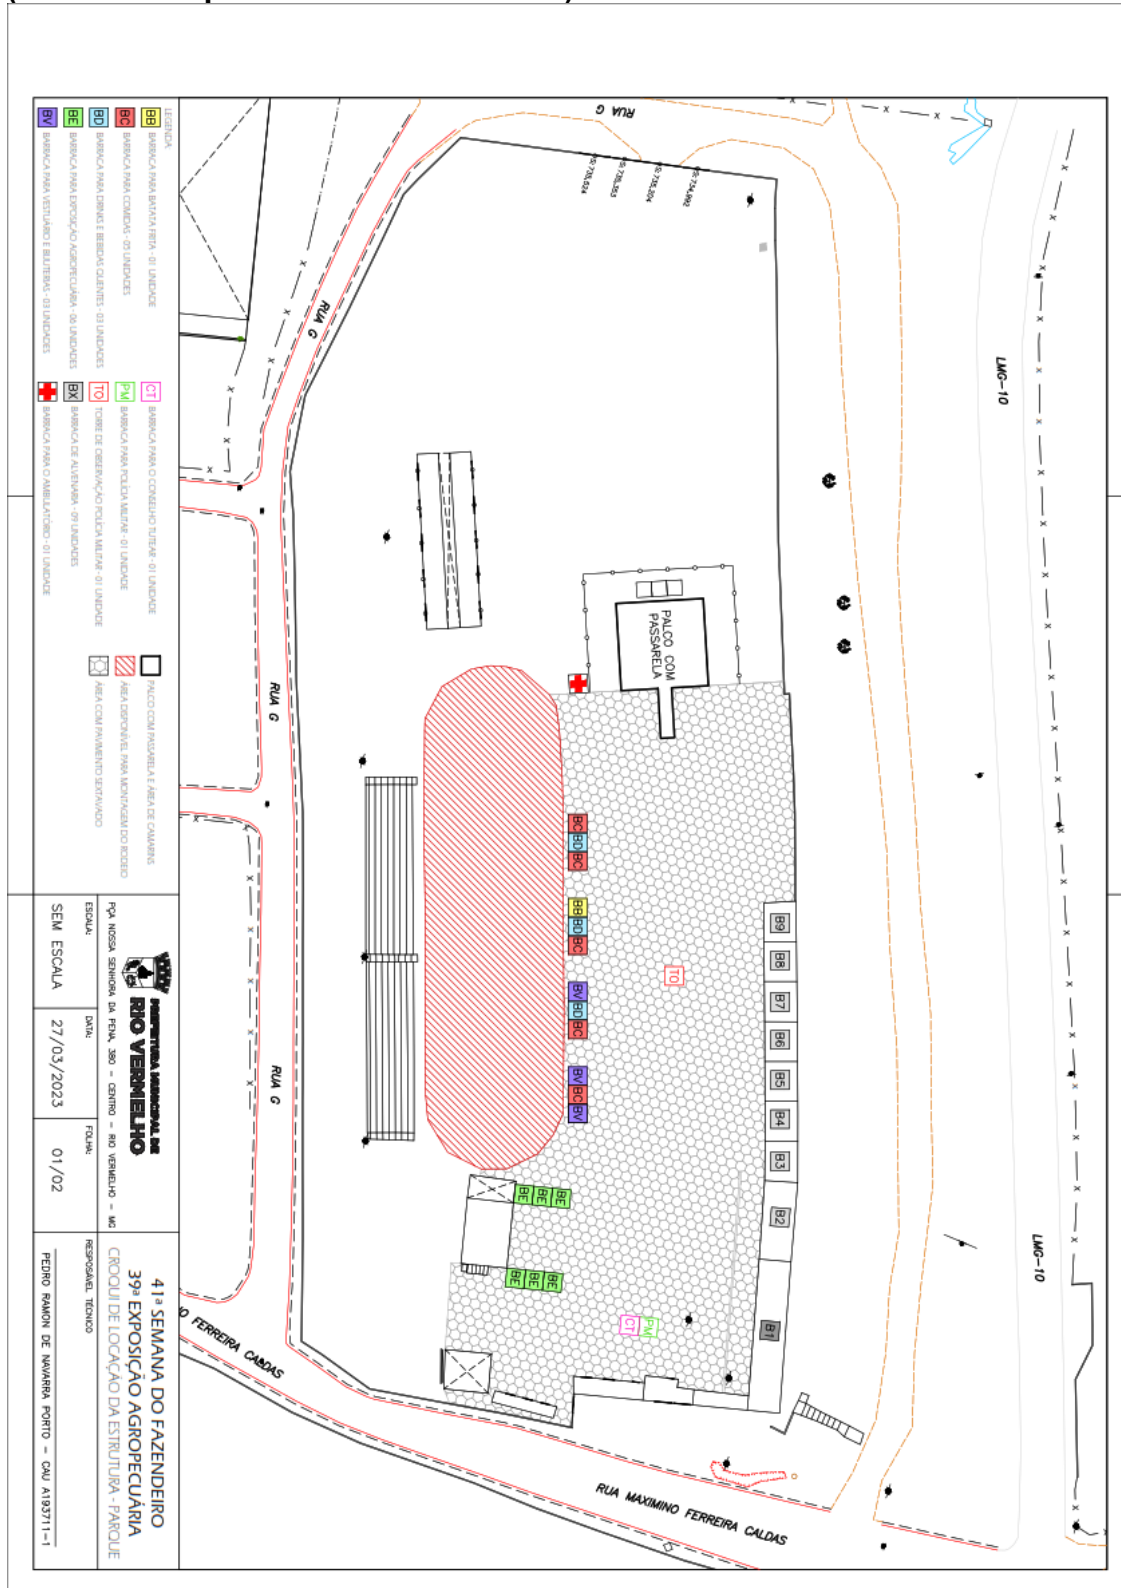 LEGENDA
BB BARRACA PARA BATATA FRITA - 01 UNIDADE
BC BARRACA PARA COMIDAS - 05 UNIDADES
BD BARRACA PARA DRINKS E BEBIDAS QUENTES - 03 UNIDADES
BE BARRACA PARA EXPOSIÇÃO AGROPECUÁRIA - 06 UNIDADES
BV BARRACA PARA VESTUÁRIO E BIJUTERIAS - 03 UNIDADES
CT BARRACA PARA O CONSELHO TUTELAR - 01 UNIDADE
PM BARRACA PARA POLÍCIA MILITAR - 01 UNIDADE
TO TORRE DE OBSERVAÇÃO POLÍCIA MILITAR - 01 UNIDADE
BX BARRACA DE ALVENARIA - 09 UNIDADES
BARRACA PARA O AMBULATÓRIO - 01 UNIDADE
PALCO COM PASSARELA E ÁREA DE CAMARINS
ÁREA DISPONÍVEL PARA MONTAGEM DO RODEIO
ÁREA COM PAVIMENTO SEXTAVADO
PREFEITURA MUNICIPAL DE
RIO VERMELHO
PÇA NOSSA SENHORA DA PENA, 380 - CENTRO - RIO VERMELHO - MG
ESCALA:
SEM ESCALA
DATA:
27/03/2023
FOLHA:
01/02
41ª SEMANA DO FAZENDEIRO
39ª EXPOSIÇÃO AGROPECUÁRIA
CROQUI DE LOCAÇÃO DA ESTRUTURA - PARQUE
RESPONSÁVEL TÉCNICO
PEDRO RAMON DE NAVARRA PORTO - CAU A193711-1
RUA G
RUA G
RUA G
RUA G
LMG-10
LMG-10
PALCO COM
PASSARELA
BC BD BC
BB BD BC
BV BD BC
BV BC BV
TO
B9
B8
B7
B6
B5
B4
B3
B2
B1
BE BE BE
BE BE BE
CT PM
IO FERREIRA CALDAS
RUA MAXIMINO FERREIRA CALDAS